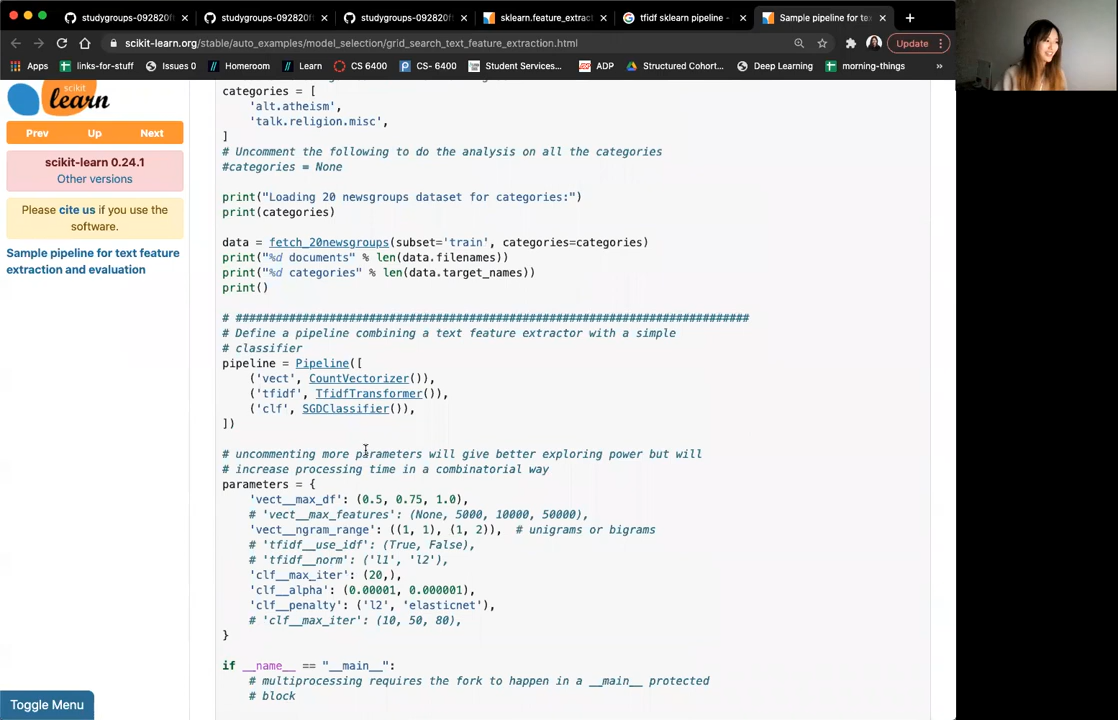 studygroups-092820f
studygroups-092820f
studygroups-092820f
sklearn.feature_extrac
tfidf sklearn pipeline -
Sample pipeline for te
scikit-learn.org/stable/auto_examples/model_selection/grid_search_text_feature_extraction.html
Update
Apps
links-for-stuff
Issues 0
Homeroom
Learn
CS 6400
CS- 6400
Student Services...
ADP
Structured Cohort...
Deep Learning
morning-things
»
scikit
learn
Prev
Up
Next
scikit-learn 0.24.1
Other versions
Please cite us if you use the
software.
Sample pipeline for text feature
extraction and evaluation
categories = [
'alt.atheism',
'talk.religion.misc',
]
# Uncomment the following to do the analysis on all the categories
#categories = None
print("Loading 20 newsgroups dataset for categories:")
print(categories)
data = fetch_20newsgroups(subset='train', categories=categories)
print("%d documents" % len(data.filenames))
print("%d categories" % len(data.target_names))
print()
# #############################################################################
# Define a pipeline combining a text feature extractor with a simple
# classifier
pipeline = Pipeline([
('vect', CountVectorizer()),
('tfidf', TfidfTransformer()),
('clf', SGDClassifier()),
])
# uncommenting more parameters will give better exploring power but will
# increase processing time in a combinatorial way
parameters = {
'vect__max_df': (0.5, 0.75, 1.0),
# 'vect__max_features': (None, 5000, 10000, 50000),
'vect__ngram_range': ((1, 1), (1, 2)),  # unigrams or bigrams
# 'tfidf__use_idf': (True, False),
# 'tfidf__norm': ('l1', 'l2'),
'clf__max_iter': (20,),
'clf__alpha': (0.00001, 0.000001),
'clf__penalty': ('l2', 'elasticnet'),
# 'clf__max_iter': (10, 50, 80),
}
if __name__ == "__main__":
# multiprocessing requires the fork to happen in a __main__ protected
# block
Toggle Menu